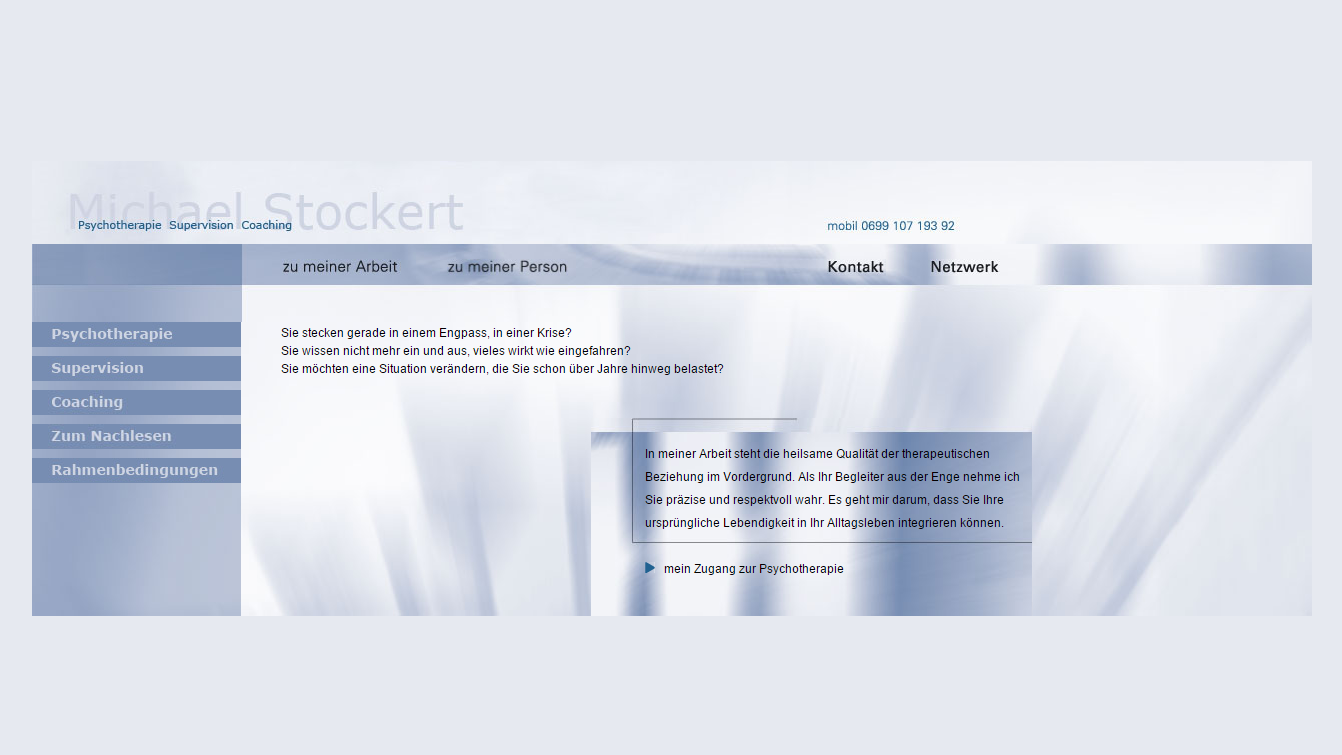 Michael Stockert
Psychotherapie Supervision Coaching
mobil 0699 107 193 92
zu meiner Arbeit
zu meiner Person
Kontakt
Netzwerk
Psychotherapie
Supervision
Coaching
Zum Nachlesen
Rahmenbedingungen
Sie stecken gerade in einem Engpass, in einer Krise?
Sie wissen nicht mehr ein und aus, vieles wirkt wie eingefahren?
Sie möchten eine Situation verändern, die Sie schon über Jahre hinweg belastet?
In meiner Arbeit steht die heilsame Qualität der therapeutischen
Beziehung im Vordergrund. Als Ihr Begleiter aus der Enge nehme ich
Sie präzise und respektvoll wahr. Es geht mir darum, dass Sie Ihre
ursprüngliche Lebendigkeit in Ihr Alltagsleben integrieren können.
mein Zugang zur Psychotherapie